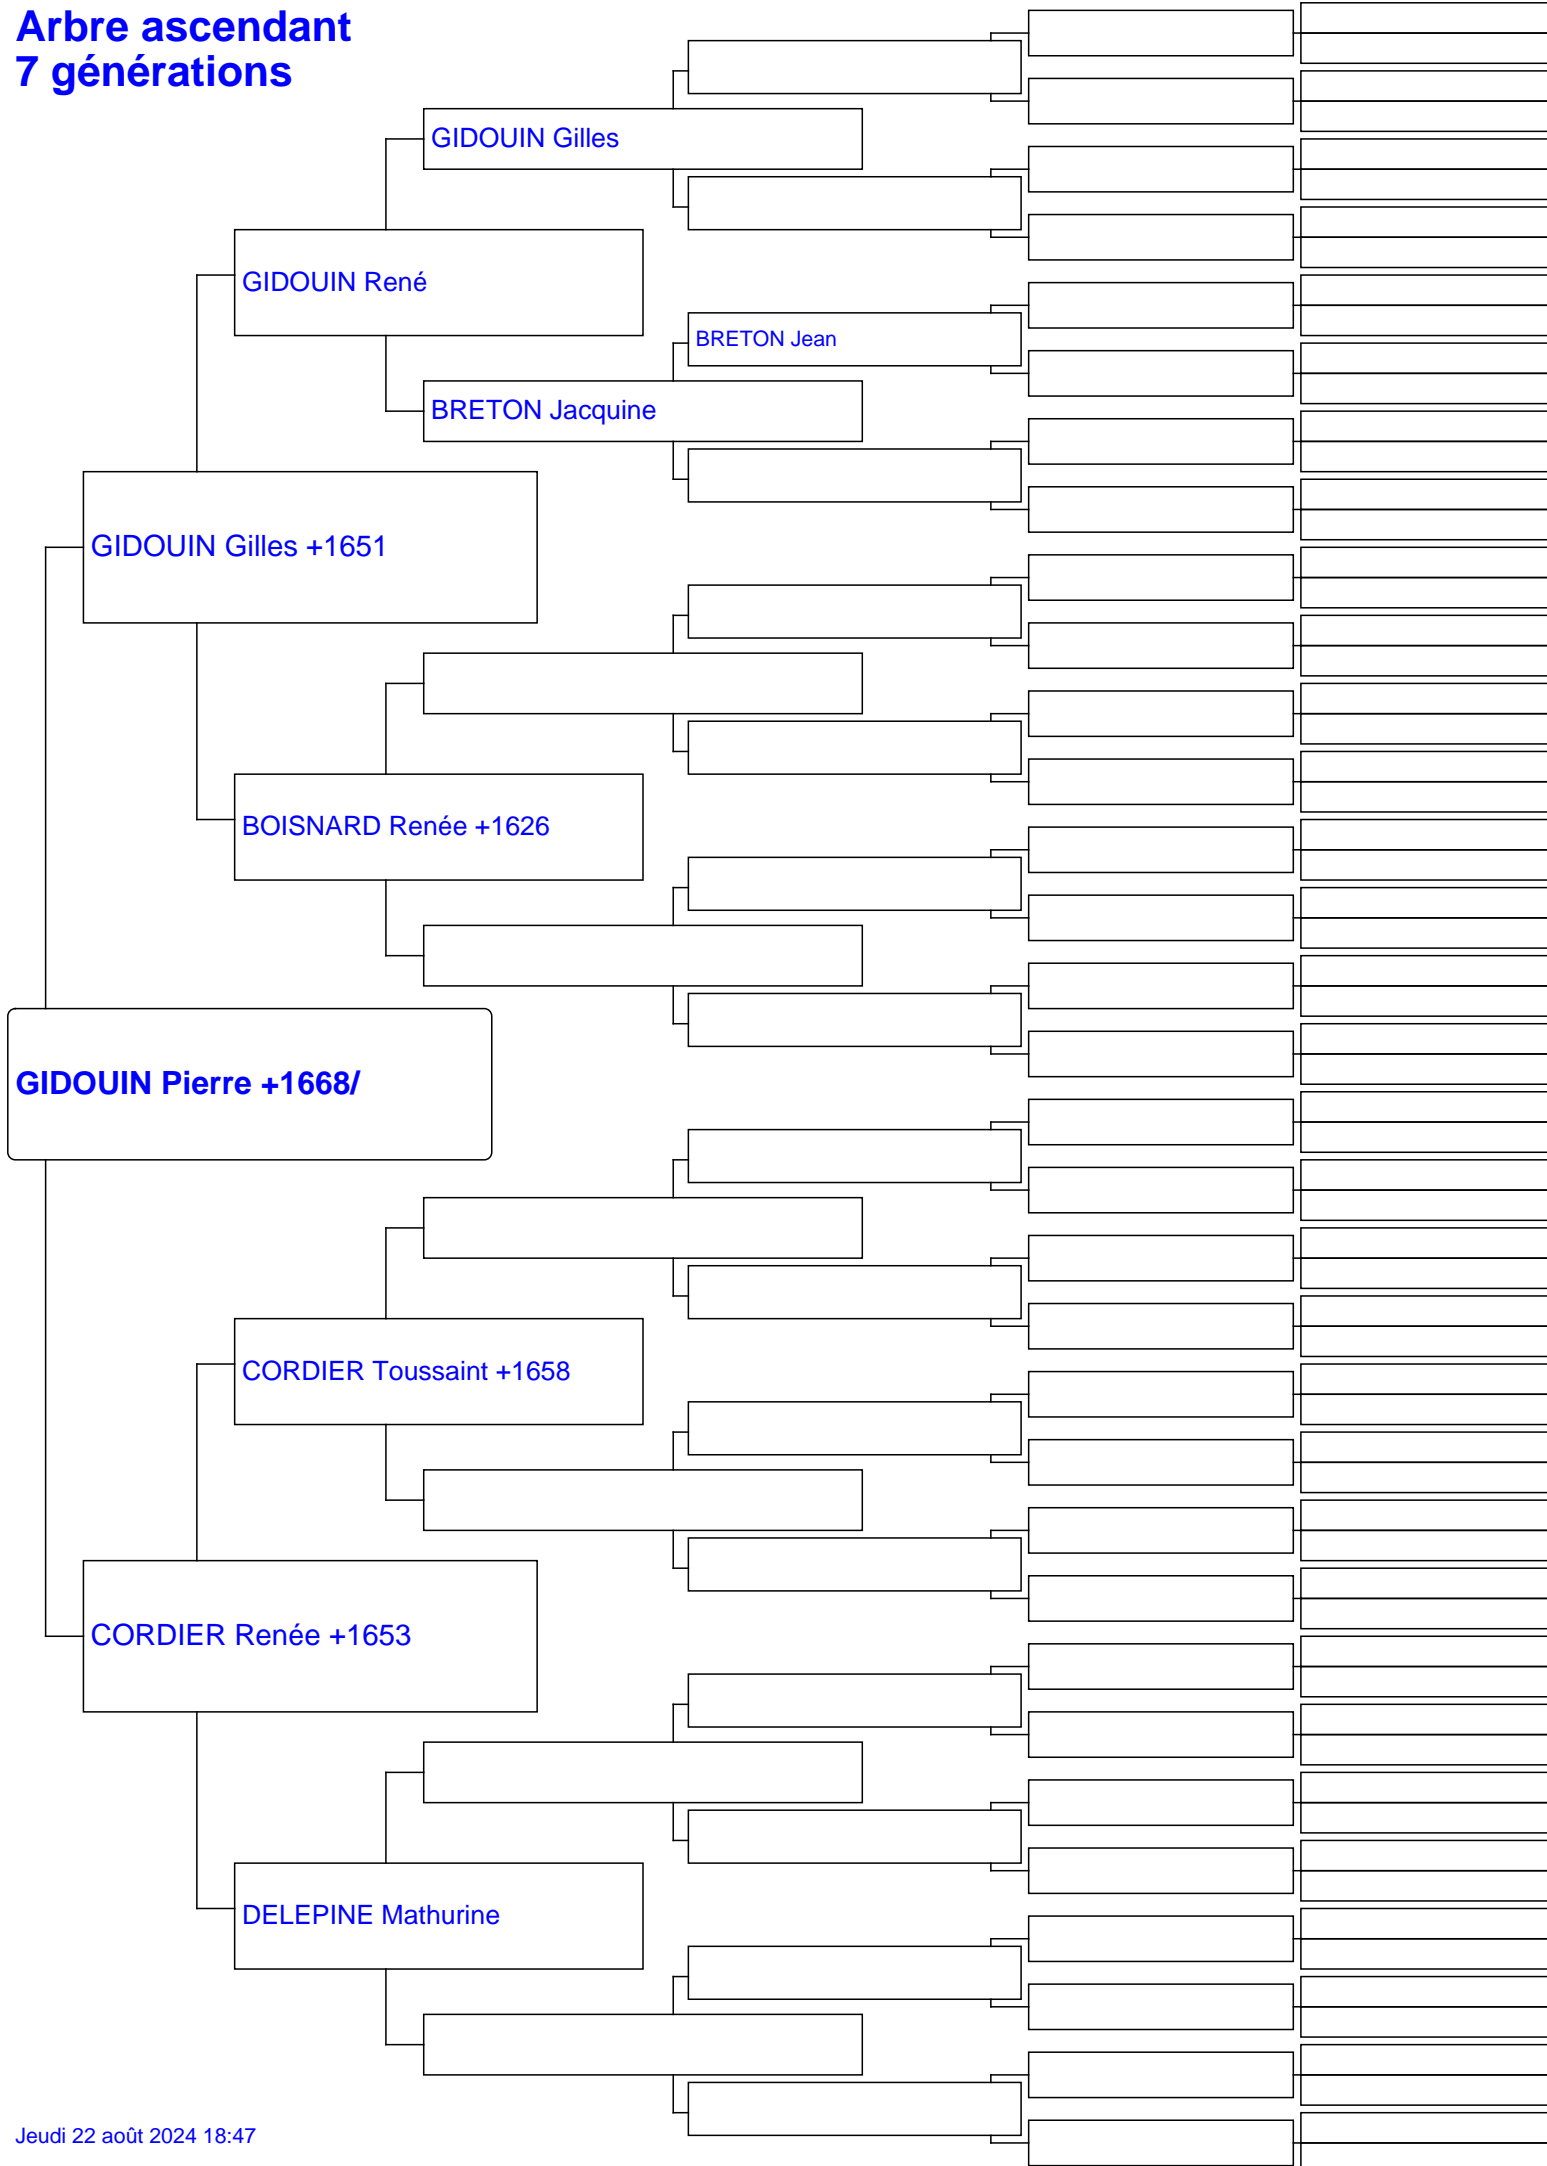 Arbre ascendant
7 générations
GIDOUIN Gilles
GIDOUIN René
BRETON Jean
BRETON Jacquine
GIDOUIN Gilles +1651
BOISNARD Renée +1626
GIDOUIN Pierre +1668/
CORDIER Toussaint +1658
CORDIER Renée +1653
DELEPINE Mathurine
Jeudi 22 août 2024 18:47